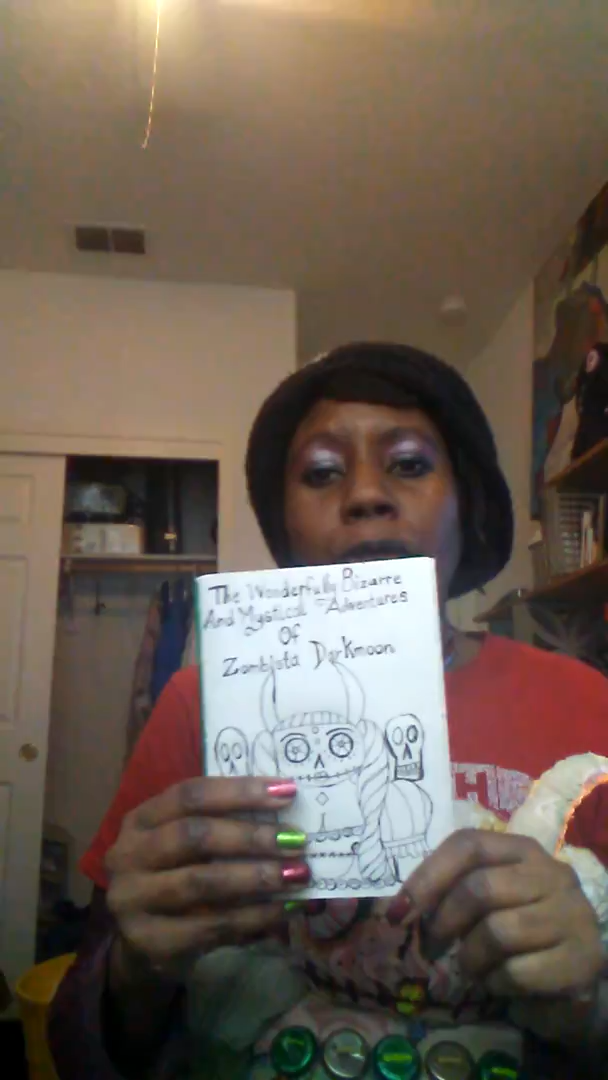 The Wonderfully Bizarre
And Mystical Adventures
Of
Zombiota Darkmoon